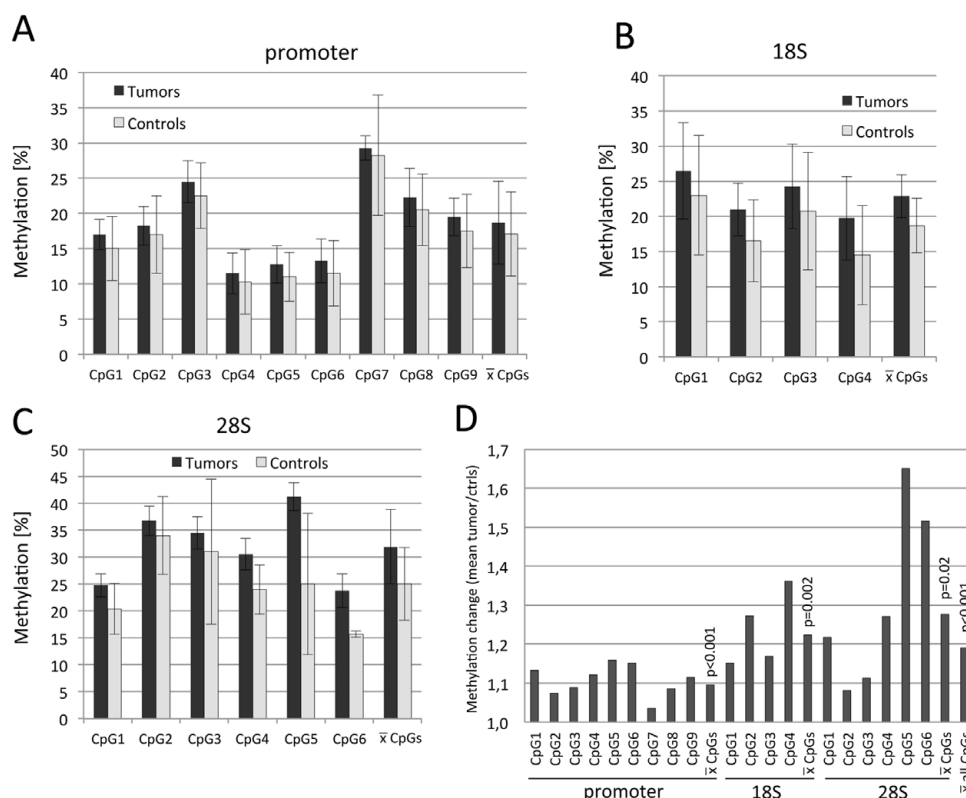 A
promoter
Methylation [%]
40
35
30
25
20
15
10
5
0
Tumors
Controls
CpG1 CpG2 CpG3 CpG4 CpG5 CpG6 CpG7 CpG8 CpG9 x̅ CpGs
B
18S
Methylation [%]
40
35
30
25
20
15
10
5
0
Tumors
Controls
CpG1 CpG2 CpG3 CpG4 x̅ CpGs
C
28S
Methylation [%]
50
45
40
35
30
25
20
15
10
5
0
Tumors Controls
CpG1 CpG2 CpG3 CpG4 CpG5 CpG6 x̅ CpGs
D
Methylation change (mean tumor/ctrls)
1,7
1,6
1,5
1,4
1,3
1,2
1,1
1,0
p<0.001
p=0.002
p=0.02
p<0.001
CpG1 CpG2 CpG3 CpG4 CpG5 CpG6 CpG7 CpG8 CpG9 x̅ CpGs CpG1 CpG2 CpG3 CpG4 x̅ CpGs CpG1 CpG2 CpG3 CpG4 CpG5 CpG6 x̅ CpGs x̅ all CpGs
promoter 18S 28S